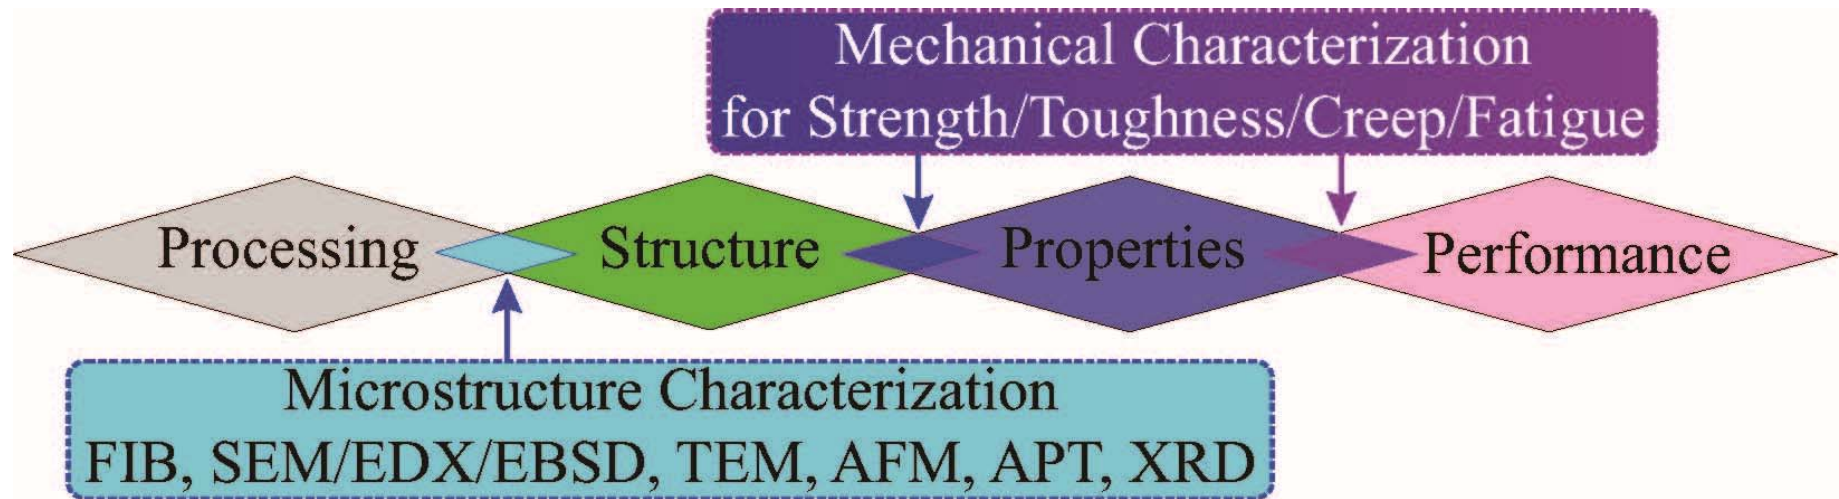 Mechanical Characterization
for Strength/Toughness/Creep/Fatigue
Processing
Structure
Properties
Performance
Microstructure Characterization
FIB, SEM/EDX/EBSD, TEM, AFM, APT, XRD